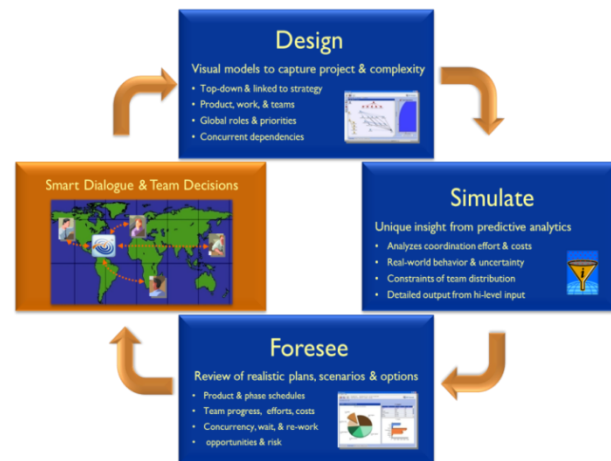 Design
Visual models to capture project & complexity
• Top-down & linked to strategy
• Product, work, & teams
• Global roles & priorities
• Concurrent dependencies
Simulate
Unique insight from predictive analytics
• Analyzes coordination effort & costs
• Real-world behavior & uncertainty
• Constraints of team distribution
• Detailed output from hi-level input
Foresee
Review of realistic plans, scenarios & options
• Product & phase schedules
• Team progress, efforts, costs
• Concurrency, wait, & re-work
• opportunities & risk
Smart Dialogue & Team Decisions